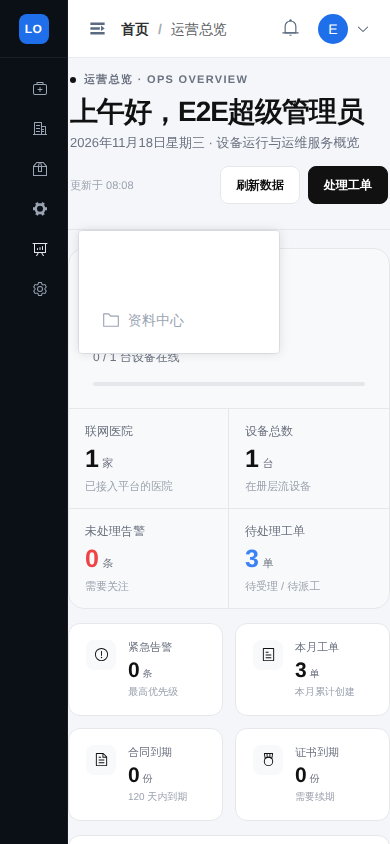 LO
首页 / 运营总览
E
运营总览 · OPS OVERVIEW
上午好，E2E超级管理员
2026年11月18日星期三 · 设备运行与运维服务概览
更新于 08:08
刷新数据
处理工单
资料中心
0 / 1 台设备在线
联网医院
1 家
已接入平台的医院
设备总数
1 台
在册层流设备
未处理告警
0 条
需要关注
待处理工单
3 单
待受理 / 待派工
紧急告警
0 条
最高优先级
本月工单
3 单
本月累计创建
合同到期
0 份
120 天内到期
证书到期
0 份
需要续期